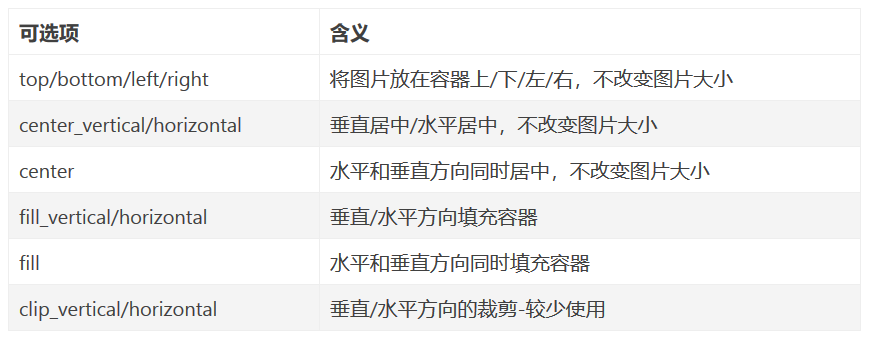 可选项 含义
top/bottom/left/right 将图片放在容器上/下/左/右，不改变图片大小
center_vertical/horizontal 垂直居中/水平居中，不改变图片大小
center 水平和垂直方向同时居中，不改变图片大小
fill_vertical/horizontal 垂直/水平方向填充容器
fill 水平和垂直方向同时填充容器
clip_vertical/horizontal 垂直/水平方向的裁剪-较少使用